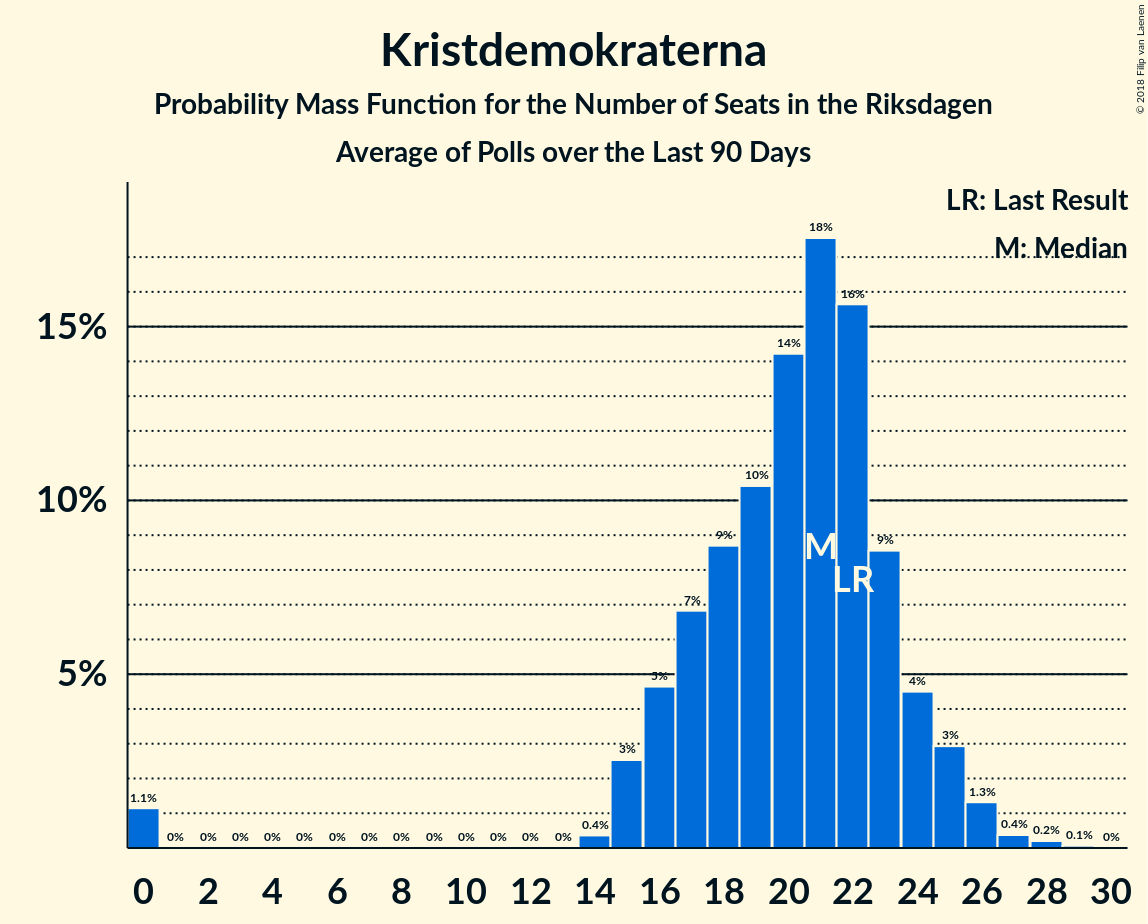 © 2018 Filip van Laenen
Kristdemokraterna
Probability Mass Function for the Number of Seats in the Riksdagen
Average of Polls over the Last 90 Days
LR: Last Result
M: Median
15%
10%
5%
1.1% 0% 0% 0% 0% 0% 0% 0% 0% 0% 0% 0% 0% 0% 0.4% 3% 5% 7% 9% 10% 14% 18% 16% 9% 4% 3% 1.3% 0.4% 0.2% 0.1% 0%
M
LR
0 2 4 6 8 10 12 14 16 18 20 22 24 26 28 30